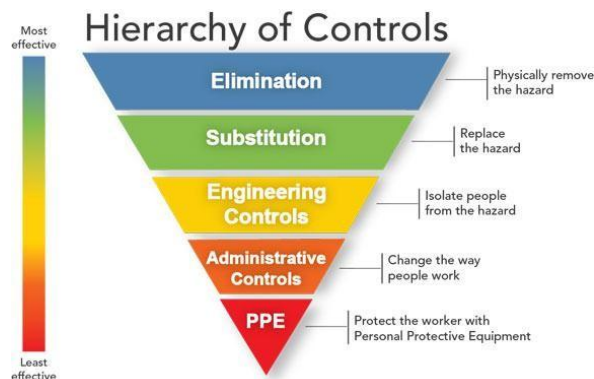 Hierarchy of Controls
Most
effective
Elimination
Physically remove
the hazard
Substitution
Replace
the hazard
Engineering
Controls
Isolate people
from the hazard
Administrative
Controls
Change the way
people work
PPE
Protect the worker with
Personal Protective Equipment
Least
effective